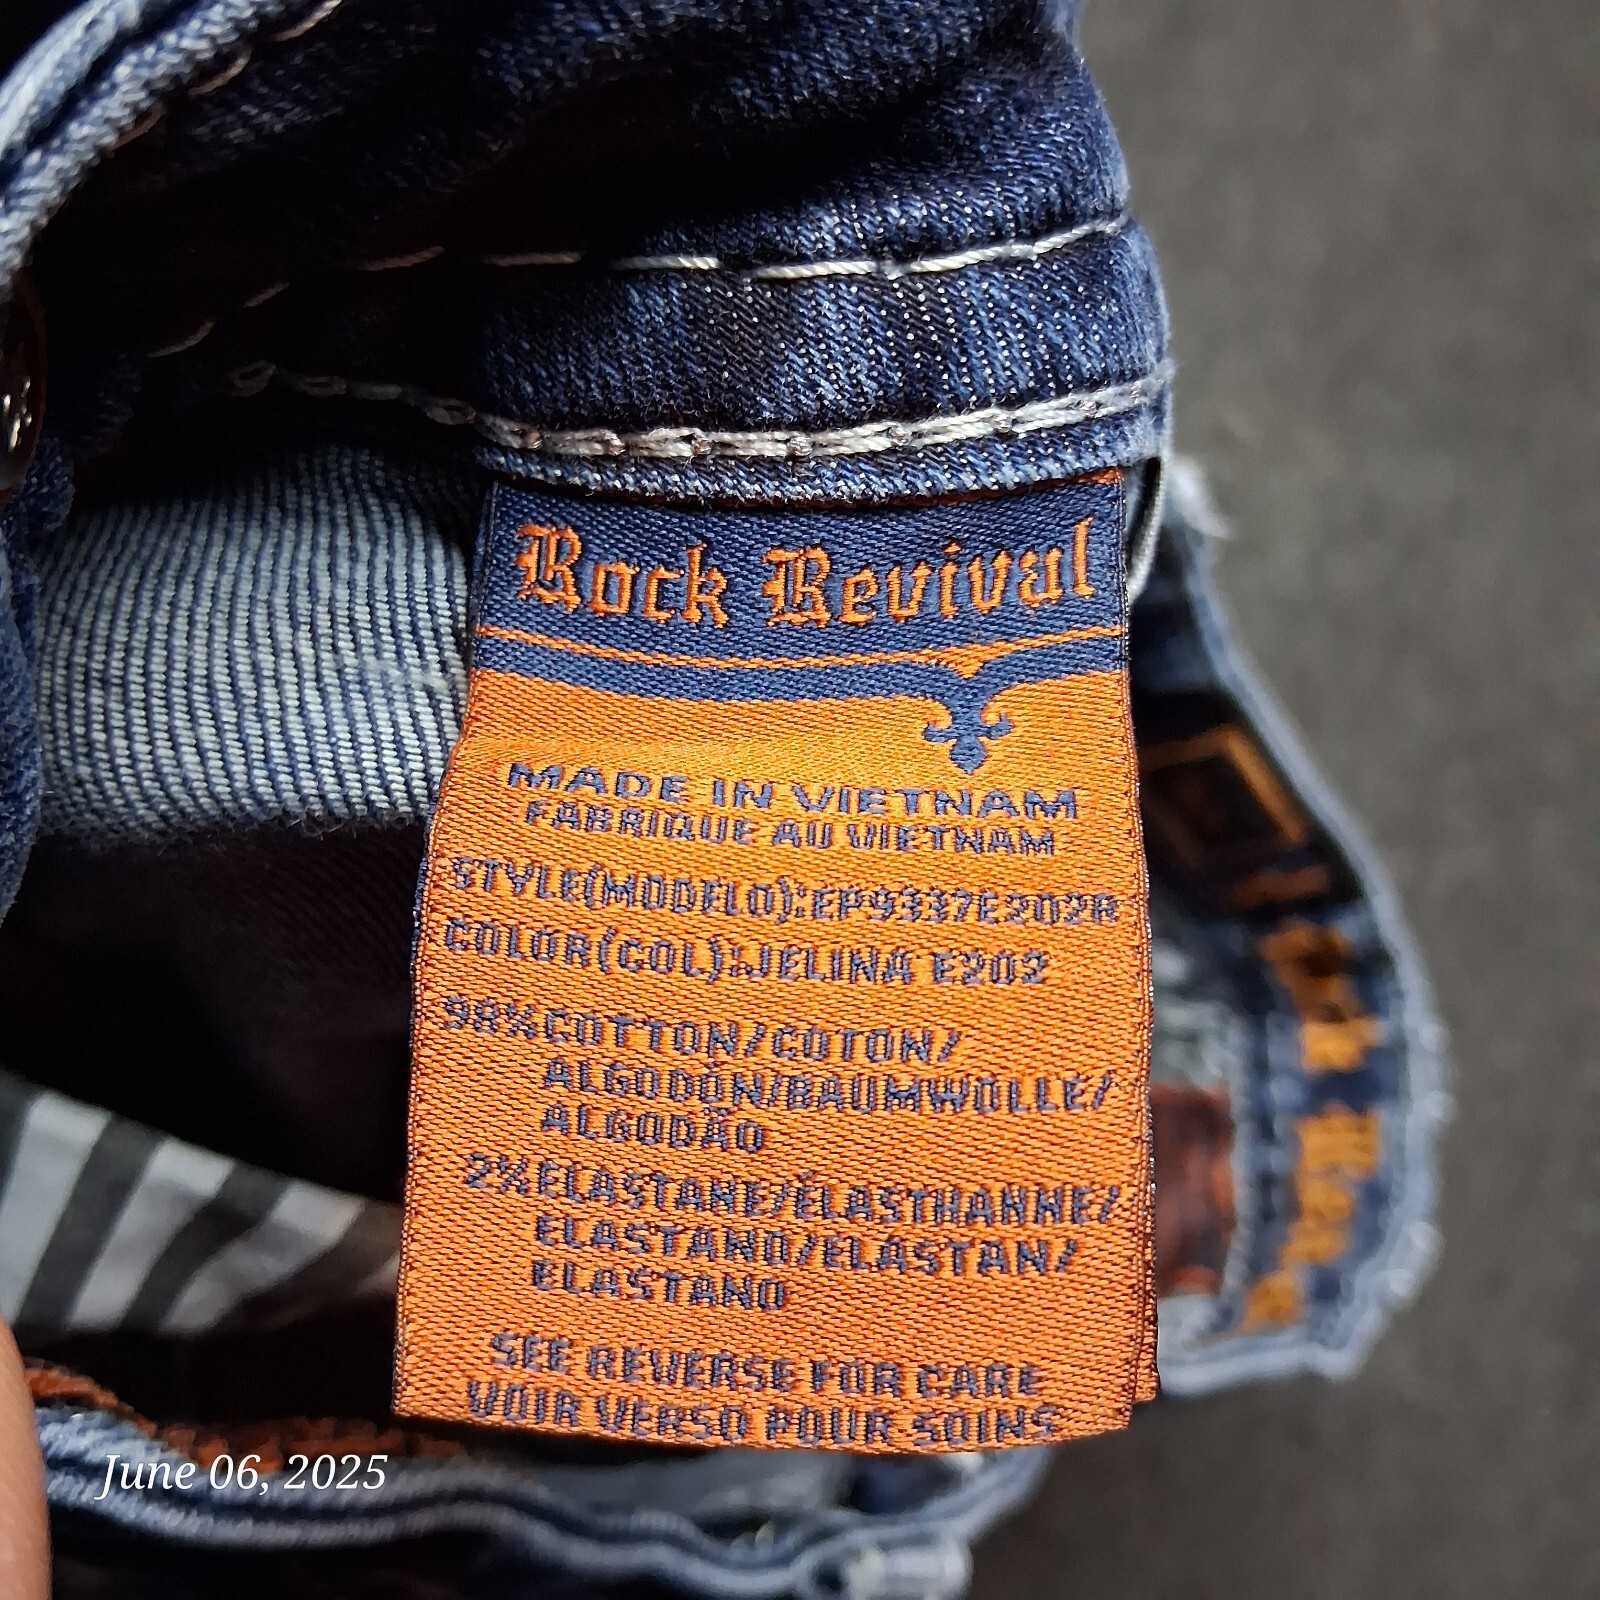 Rock Revival
MADE IN VIETNAM
FABRIQUE AU VIETNAM
STYLE(MODELO):EP9337E202R
COLOR(COL):JELINA E202
98%COTTON/COTON/
ALGODÓN/BAUMWOLLE/
ALGODÃO
2%ELASTANE/ÉLASTHANNE/
ELASTANO/ELASTAN/
ELASTANO
SEE REVERSE FOR CARE
VOIR VERSO POUR SOINS
June 06, 2025